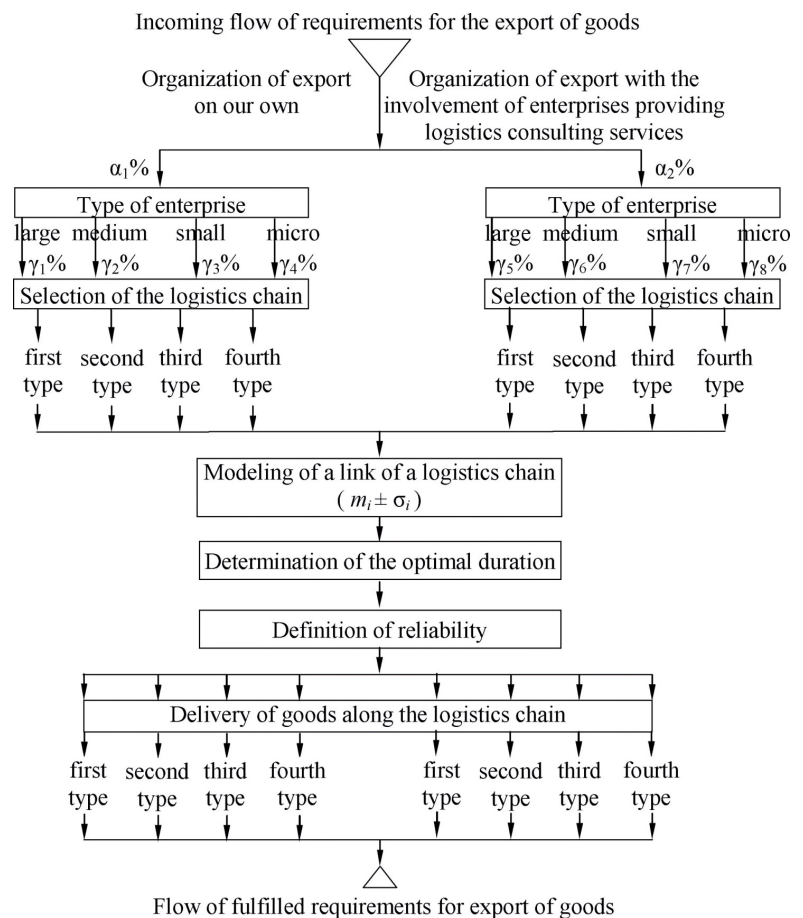 Incoming flow of requirements for the export of goods
Organization of export
on our own
Organization of export with the
involvement of enterprises providing
logistics consulting services
α₁%
α₂%
Type of enterprise
large medium small micro
γ₁% γ₂% γ₃% γ₄%
Selection of the logistics chain
first type
second type
third type
fourth type
Type of enterprise
large medium small micro
γ₅% γ₆% γ₇% γ₈%
Selection of the logistics chain
first type
second type
third type
fourth type
Modeling of a link of a logistics chain
( mᵢ ± σᵢ )
Determination of the optimal duration
Definition of reliability
Delivery of goods along the logistics chain
first type
second type
third type
fourth type
first type
second type
third type
fourth type
Flow of fulfilled requirements for export of goods